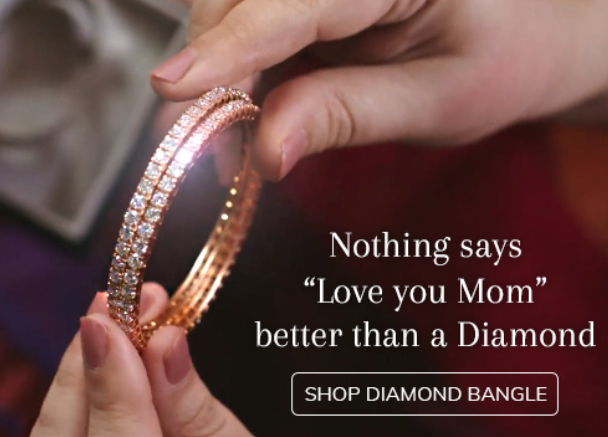 Nothing says
“Love you Mom”
better than a Diamond
SHOP DIAMOND BANGLE